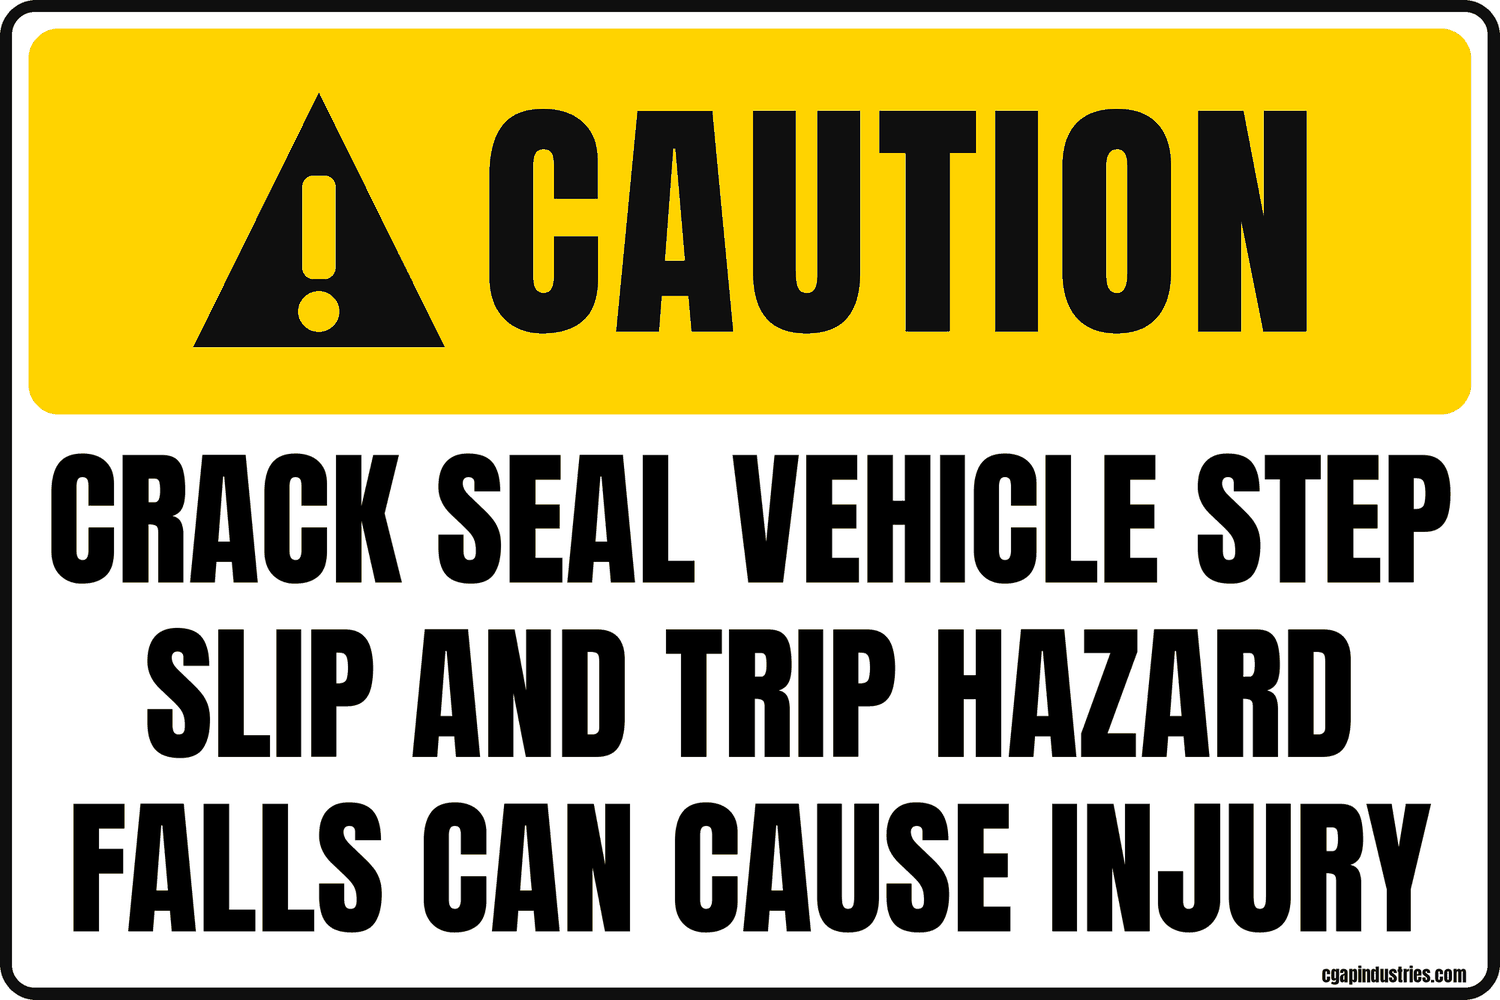 CAUTION
CRACK SEAL VEHICLE STEP
SLIP AND TRIP HAZARD
FALLS CAN CAUSE INJURY
cgapindustries.com